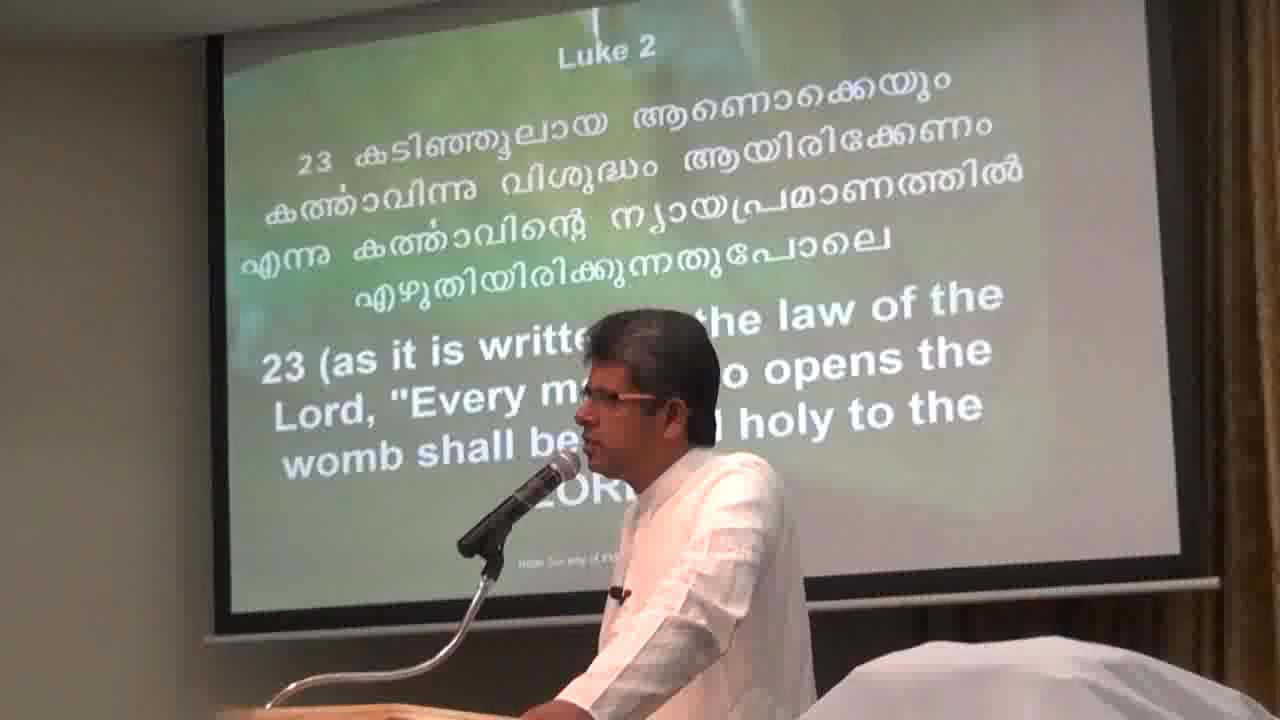 Luke 2
23 കടിഞ്ഞൂലായ ആണൊക്കെയും
കർത്താവിന്നു വിശുദ്ധം ആയിരിക്കേണം
എന്നു കർത്താവിന്റെ ന്യായപ്രമാണത്തിൽ
എഴുതിയിരിക്കുന്നതുപോലെ
23 (as it is the law of the
Lord, "Every opens the
womb shall be holy to the